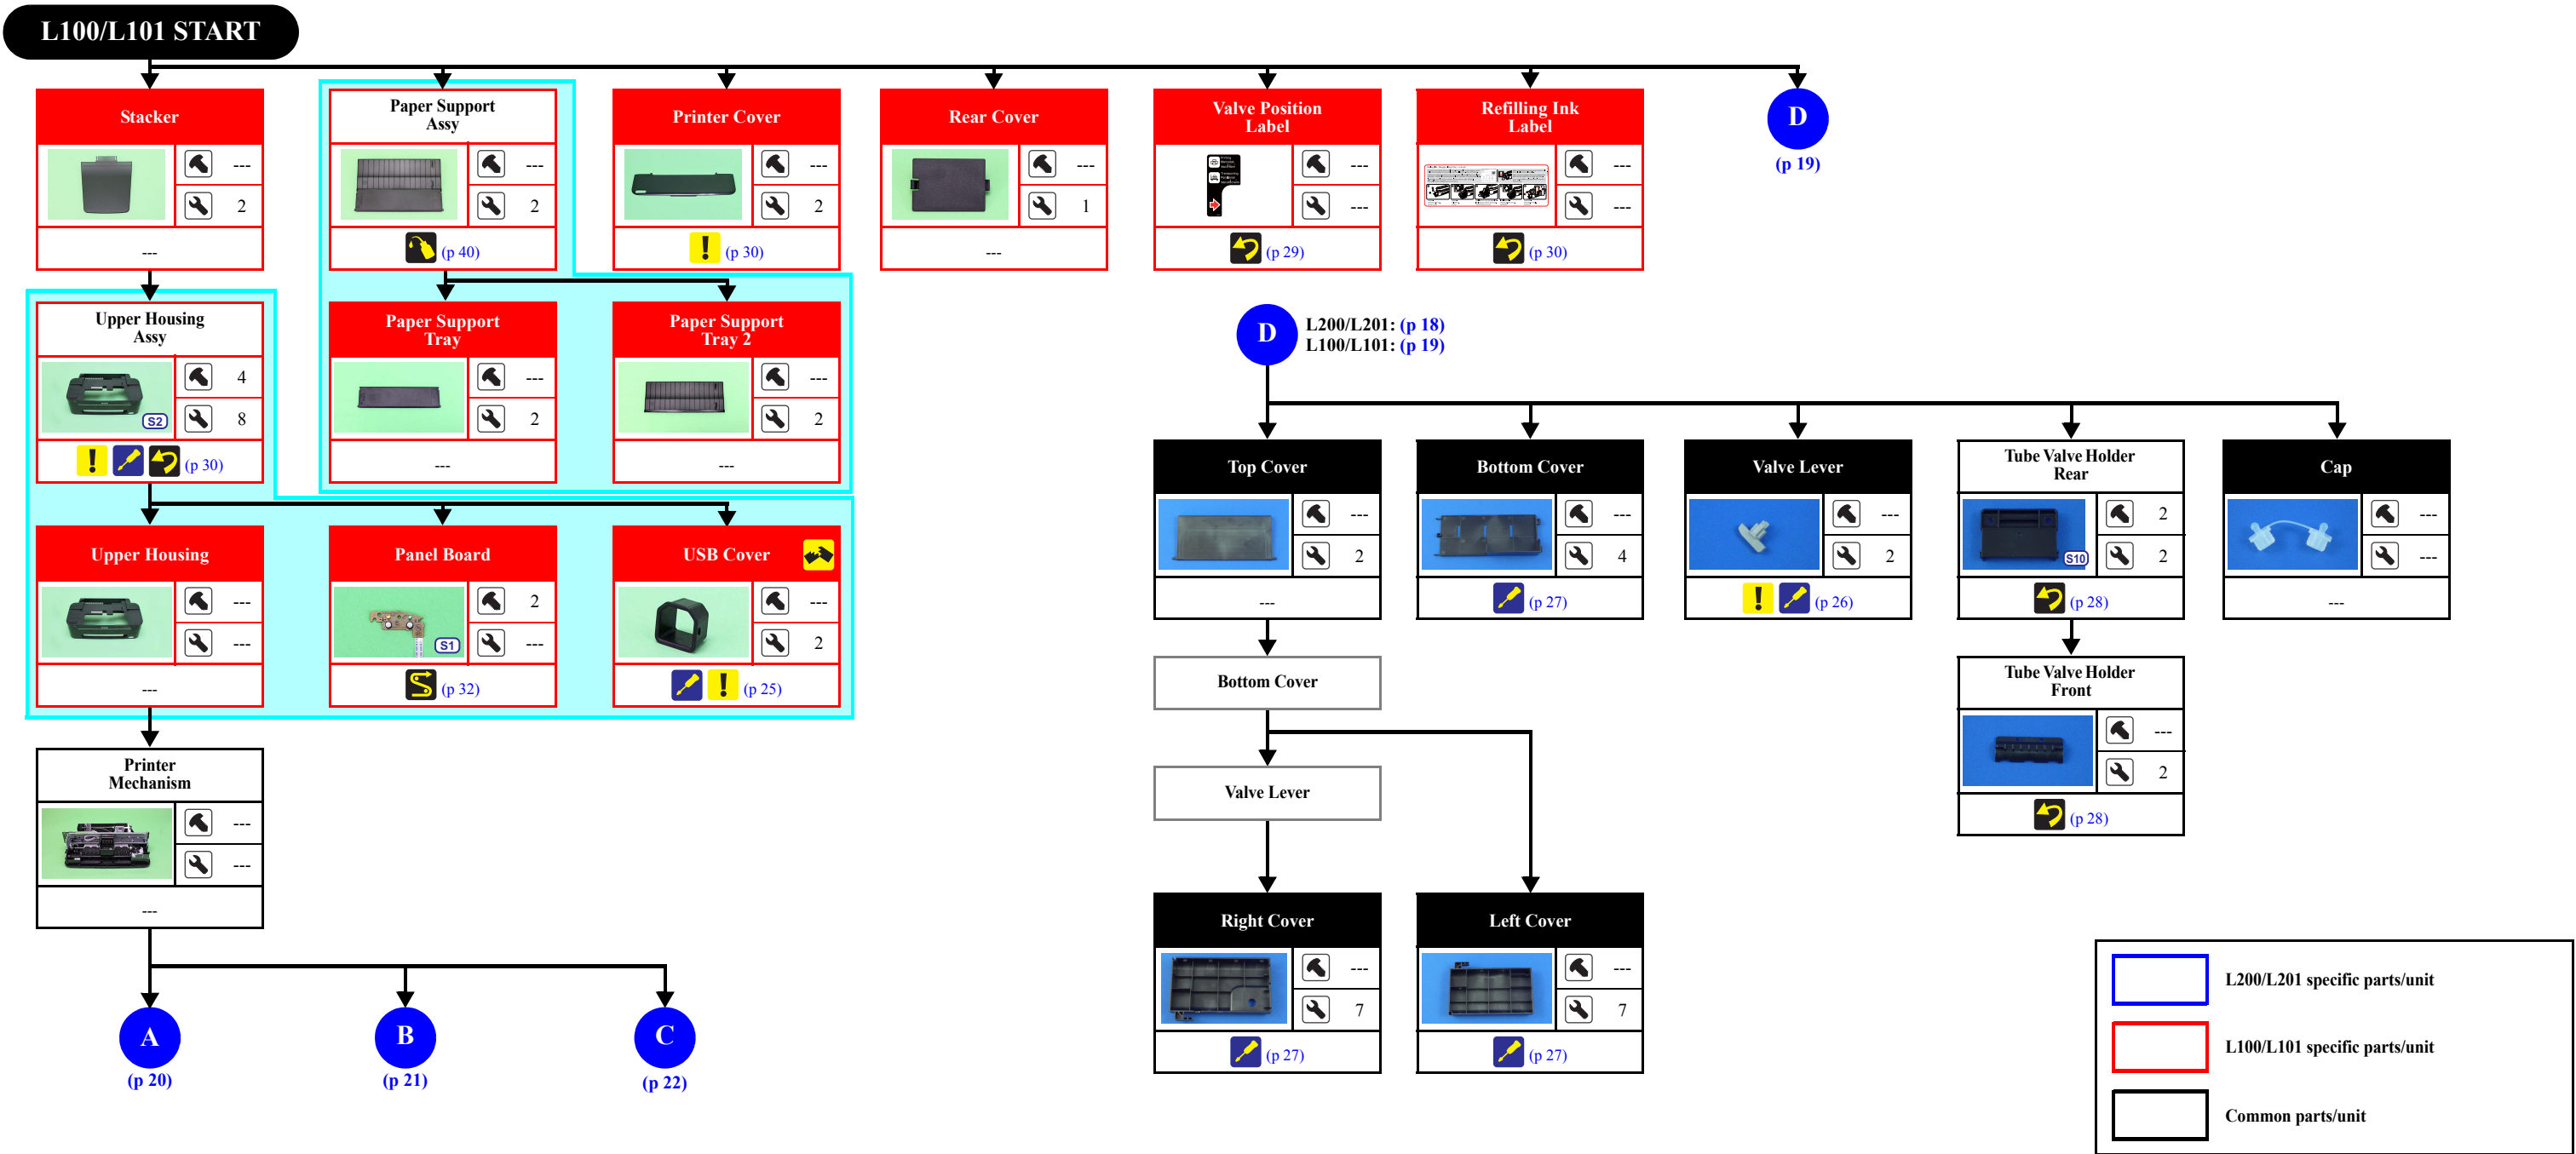 L100/L101 START
Stacker
---
2
---
Paper Support
Assy
---
2
(p 40)
Printer Cover
---
2
(p 30)
Rear Cover
---
1
---
Valve Position
Label
---
---
(p 29)
Refilling Ink
Label
---
---
(p 30)
D
(p 19)
Upper Housing
Assy
S2
4
8
(p 30)
Paper Support
Tray
---
2
---
Paper Support
Tray 2
---
2
---
Upper Housing
---
---
---
Panel Board
S1
2
---
(p 32)
USB Cover
---
2
(p 25)
Printer
Mechanism
---
---
---
A
(p 20)
B
(p 21)
C
(p 22)
D
L200/L201: (p 18)
L100/L101: (p 19)
Top Cover
---
2
---
Bottom Cover
---
4
(p 27)
Valve Lever
---
2
(p 26)
Tube Valve Holder
Rear
S10
2
2
(p 28)
Cap
---
---
---
Bottom Cover
Valve Lever
Tube Valve Holder
Front
---
2
(p 28)
Right Cover
---
7
(p 27)
Left Cover
---
7
(p 27)
L200/L201 specific parts/unit
L100/L101 specific parts/unit
Common parts/unit